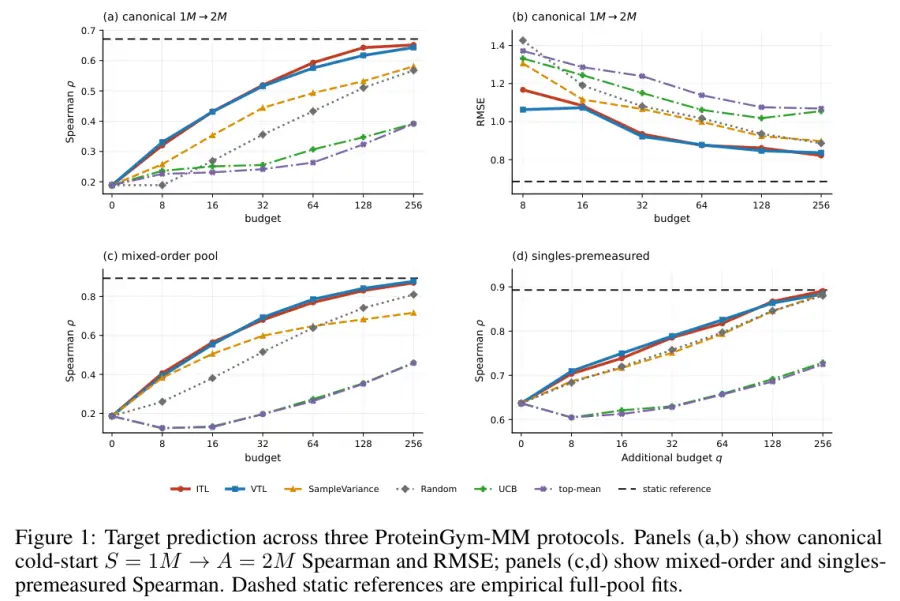 (a) canonical 1M → 2M
0.7
0.6
0.5
0.4
0.3
0.2
Spearman ρ
0 8 16 32 64 128 256
budget
(b) canonical 1M → 2M
1.4
1.2
1.0
0.8
RMSE
8 16 32 64 128 256
budget
(c) mixed-order pool
0.8
0.6
0.4
0.2
Spearman ρ
0 8 16 32 64 128 256
budget
(d) singles-premeasured
0.9
0.8
0.7
0.6
Spearman ρ
0 8 16 32 64 128 256
Additional budget q
ITL VTL SampleVariance Random UCB top-mean static reference
Figure 1: Target prediction across three ProteinGym-MM protocols. Panels (a,b) show canonical
cold-start S = 1M → A = 2M Spearman and RMSE; panels (c,d) show mixed-order and singles-
premeasured Spearman. Dashed static references are empirical full-pool fits.